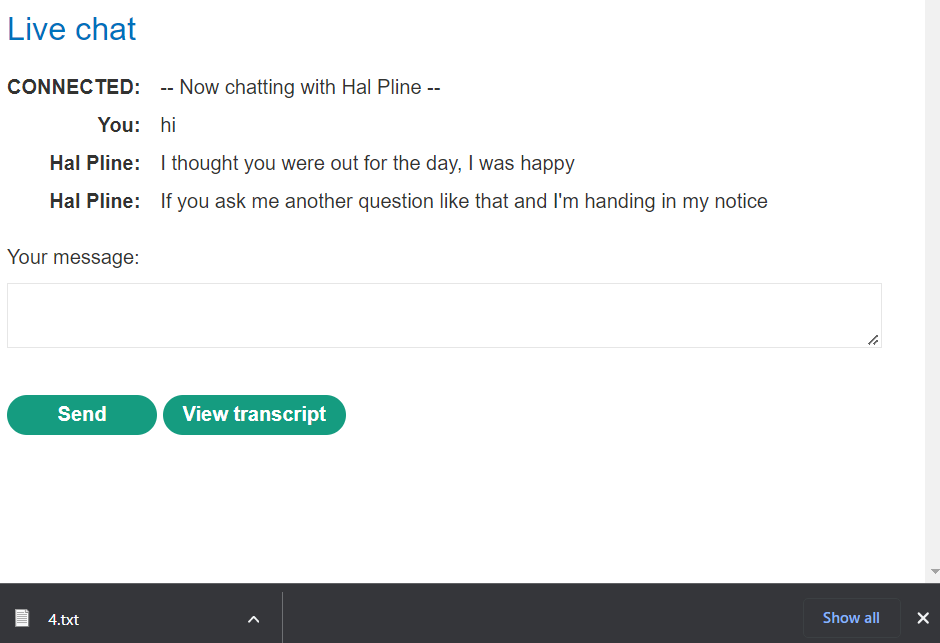 Live chat
CONNECTED: -- Now chatting with Hal Pline --
You: hi
Hal Pline: I thought you were out for the day, I was happy
Hal Pline: If you ask me another question like that and I'm handing in my notice
Your message:
Send View transcript
4.txt Show all